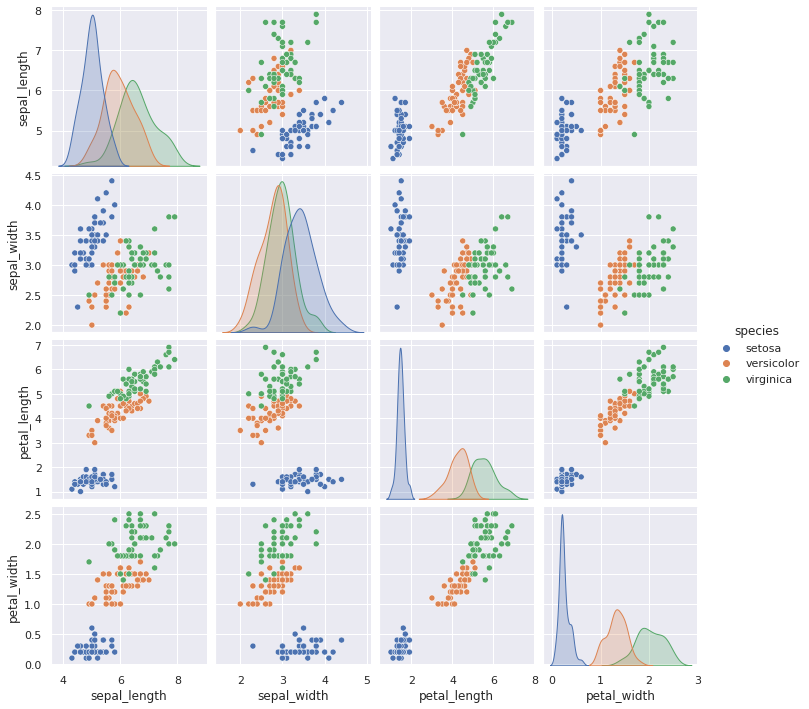 8
7
6
5
sepal_length
4.5
4.0
3.5
3.0
2.5
2.0
sepal_width
species
setosa
versicolor
virginica
7
6
5
4
3
2
1
petal_length
2.5
2.0
1.5
1.0
0.5
0.0
petal_width
4 6 8
2 3 4 5
2 4 6 8
0 1 2 3
sepal_length sepal_width petal_length petal_width